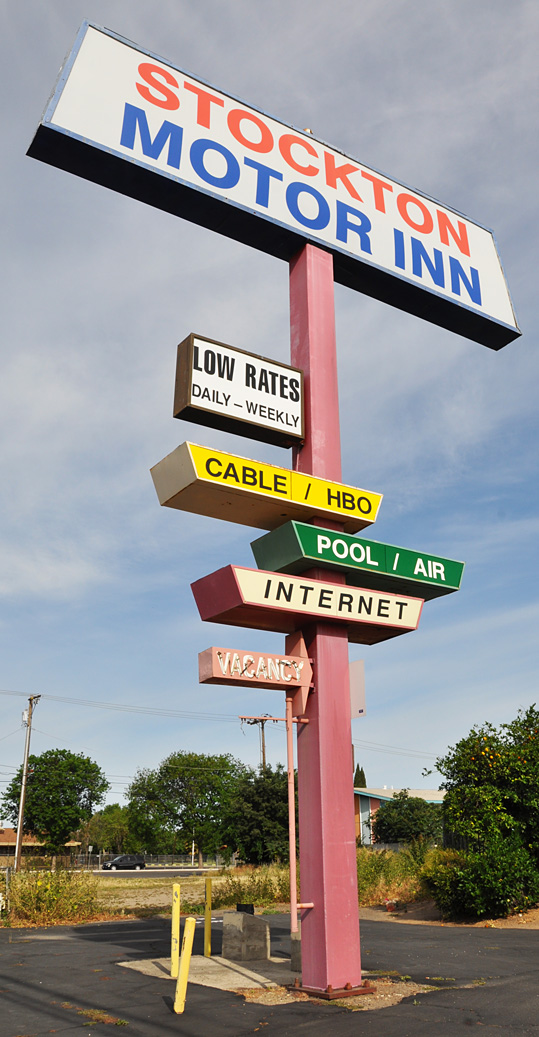 STOCKTON
MOTOR INN
LOW RATES
DAILY – WEEKLY
CABLE / HBO
POOL / AIR
INTERNET
VACANCY